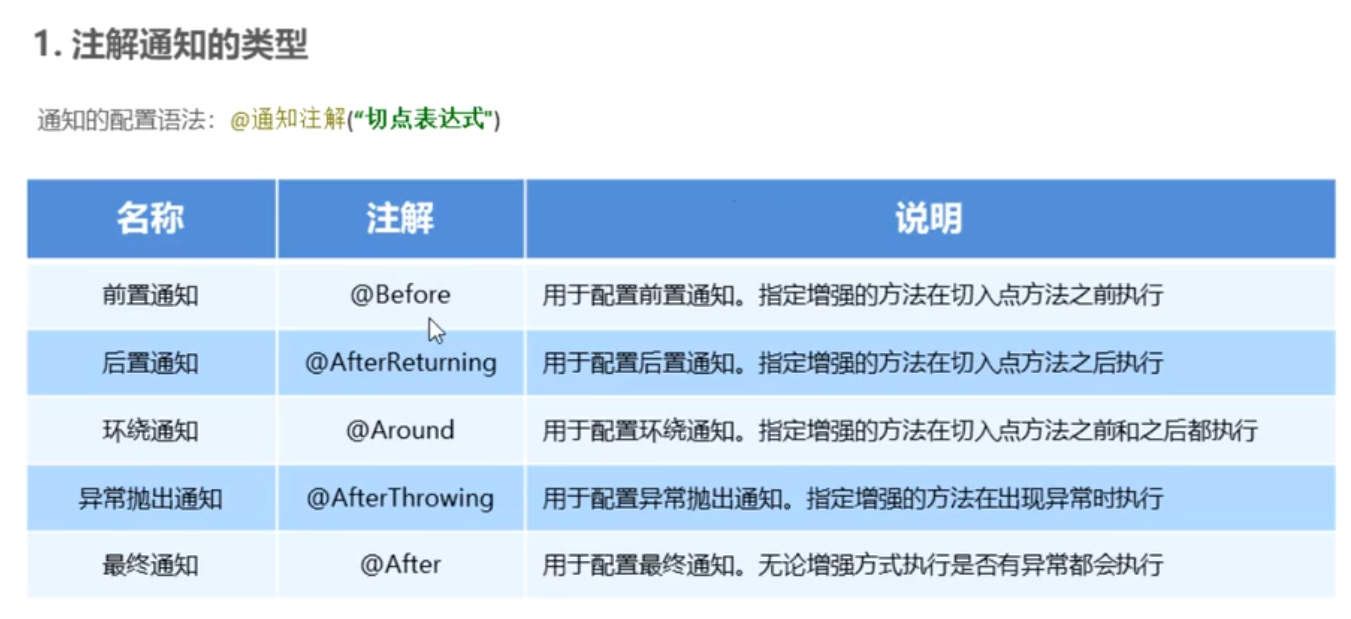 1. 注解通知的类型
通知的配置语法：@通知注解(“切点表达式")
名称 注解 说明
前置通知 @Before 用于配置前置通知。指定增强的方法在切入点方法之前执行
后置通知 @AfterReturning 用于配置后置通知。指定增强的方法在切入点方法之后执行
环绕通知 @Around 用于配置环绕通知。指定增强的方法在切入点方法之前和之后都执行
异常抛出通知 @AfterThrowing 用于配置异常抛出通知。指定增强的方法在出现异常时执行
最终通知 @After 用于配置最终通知。无论增强方式执行是否有异常都会执行